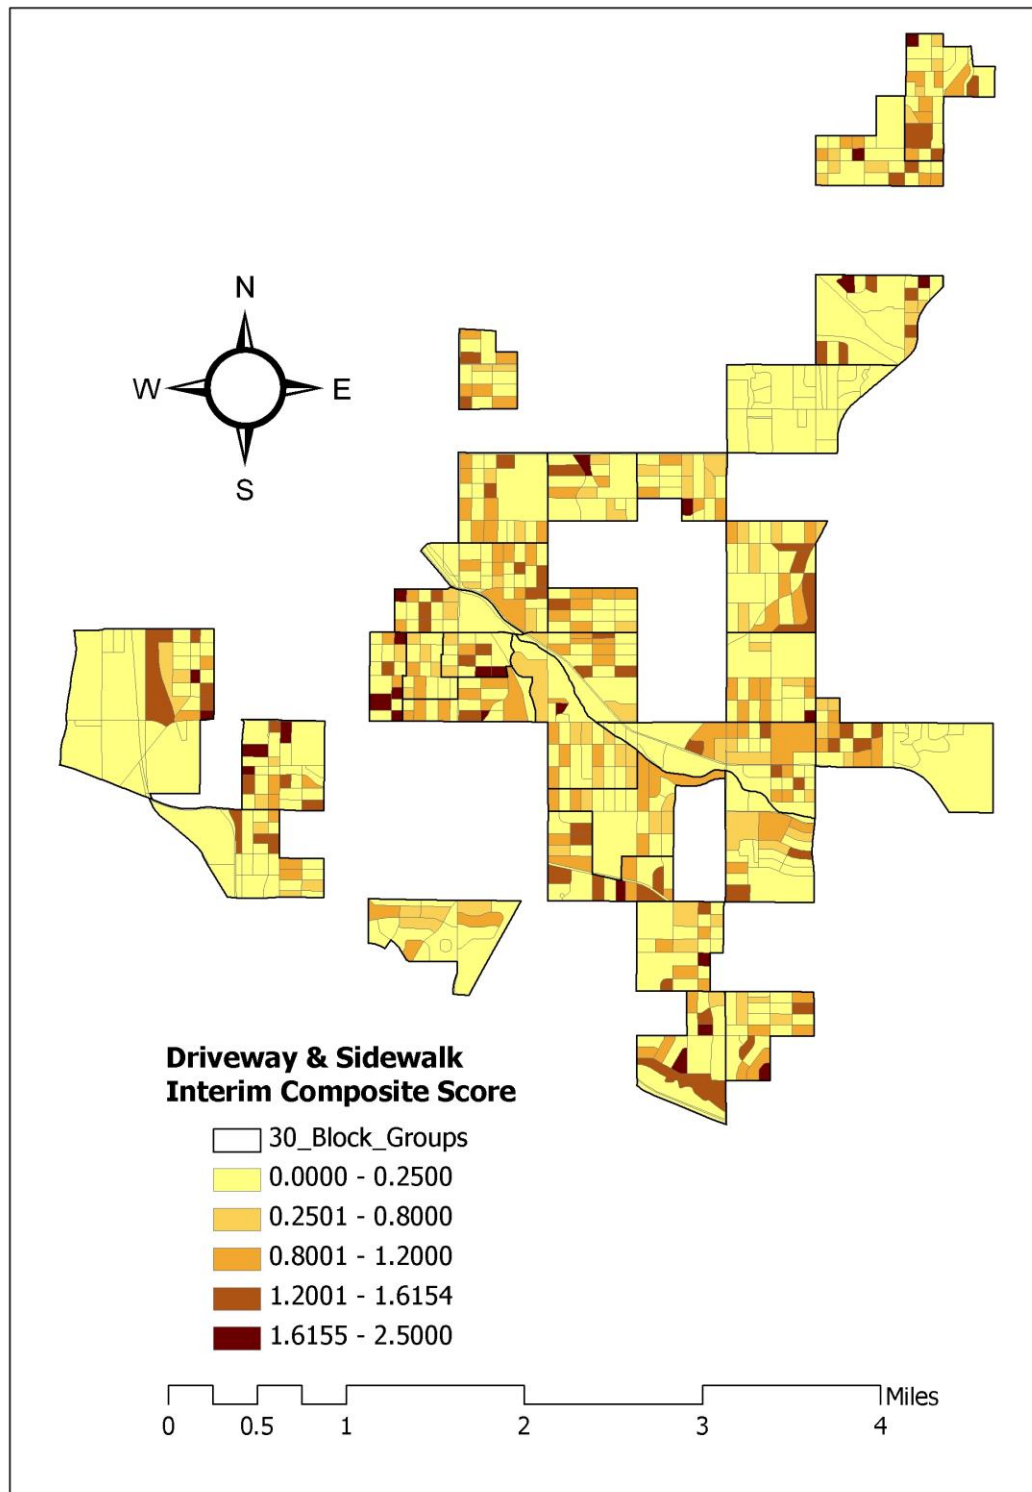 N
W E
S
Driveway & Sidewalk
Interim Composite Score
30_Block_Groups
0.0000 - 0.2500
0.2501 - 0.8000
0.8001 - 1.2000
1.2001 - 1.6154
1.6155 - 2.5000
Miles
0 0.5 1 2 3 4